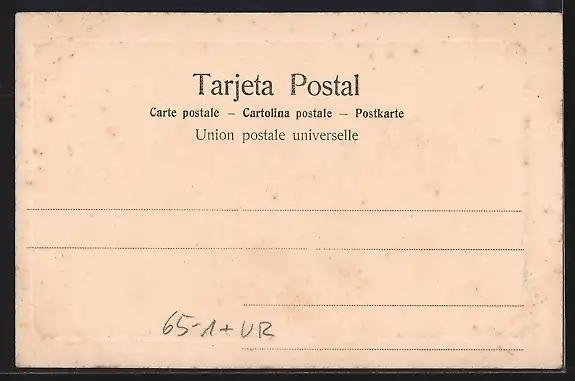 Tarjeta Postal
Carte postale – Cartolina postale – Postkarte
Union postale universelle
65-1+UR